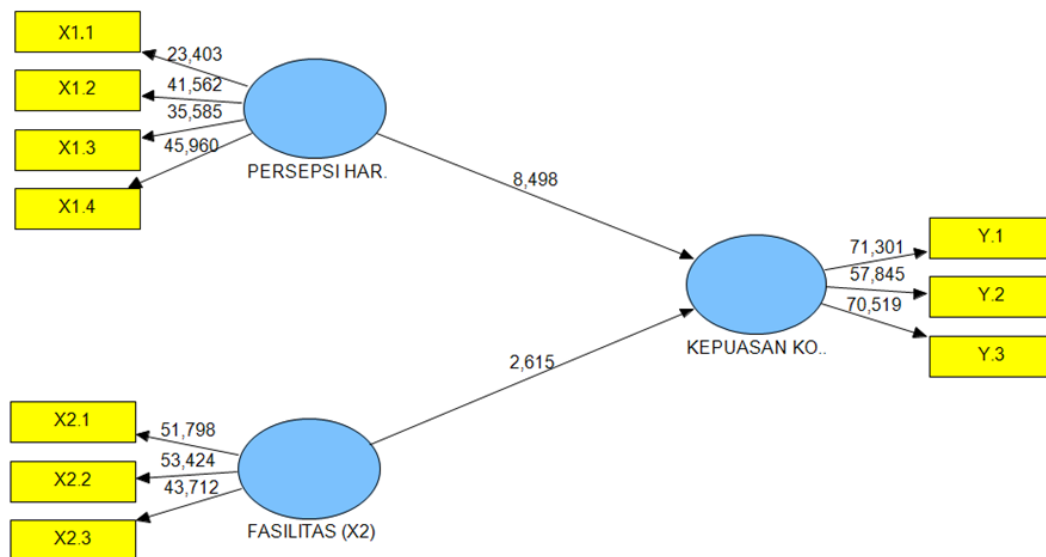 X1.1
23,403
X1.2
41,562
35,585
X1.3
45,960
X1.4
PERSEPSI HAR.
8,498
Y.1
71,301
57,845
Y.2
70,519
Y.3
KEPUASAN KO..
2,615
X2.1
51,798
53,424
X2.2
43,712
X2.3
FASILITAS (X2)